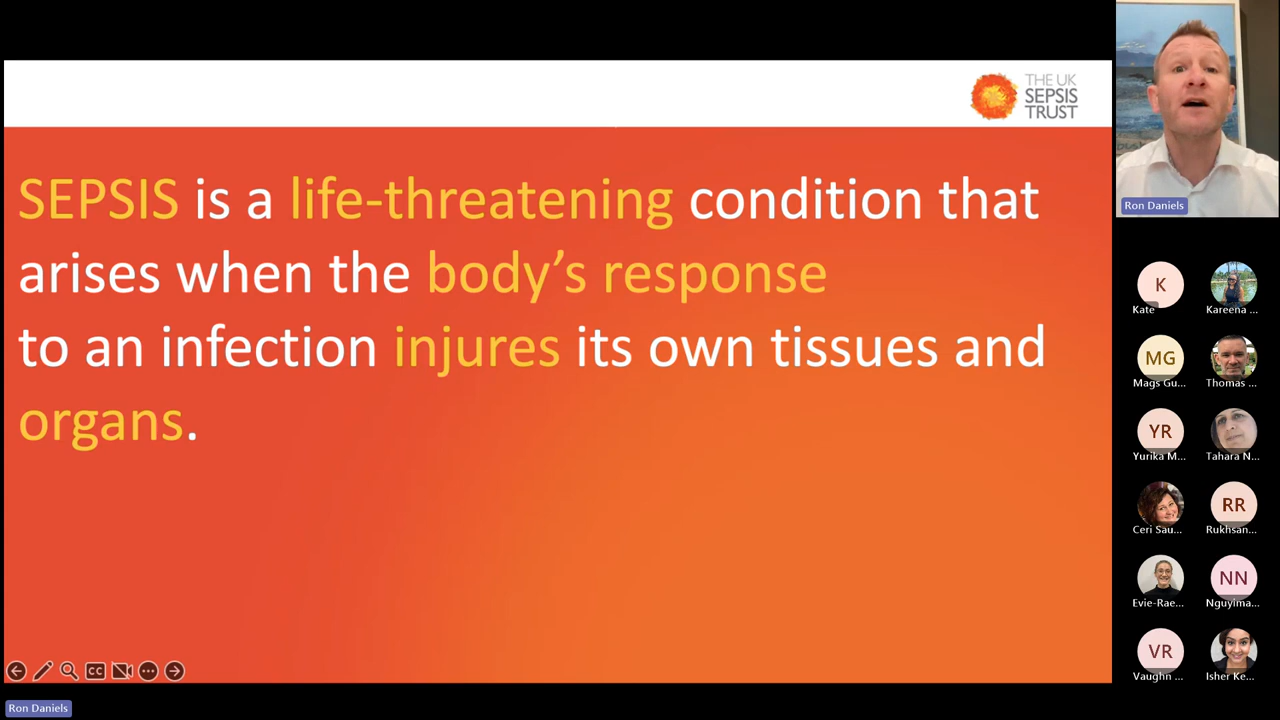 THE UK
SEPSIS
TRUST
SEPSIS is a life-threatening condition that
arises when the body’s response
to an infection injures its own tissues and
organs.
CC
Ron Daniels
Ron Daniels
K
Kate
Kareena ...
MG
Mags Gu...
Thomas ...
YR
Yurika M...
Tahara N...
Ceri Sau...
RR
Rukhsan...
Evie-Rae...
NN
Nguyima...
VR
Vaughn ...
Isher Ke...